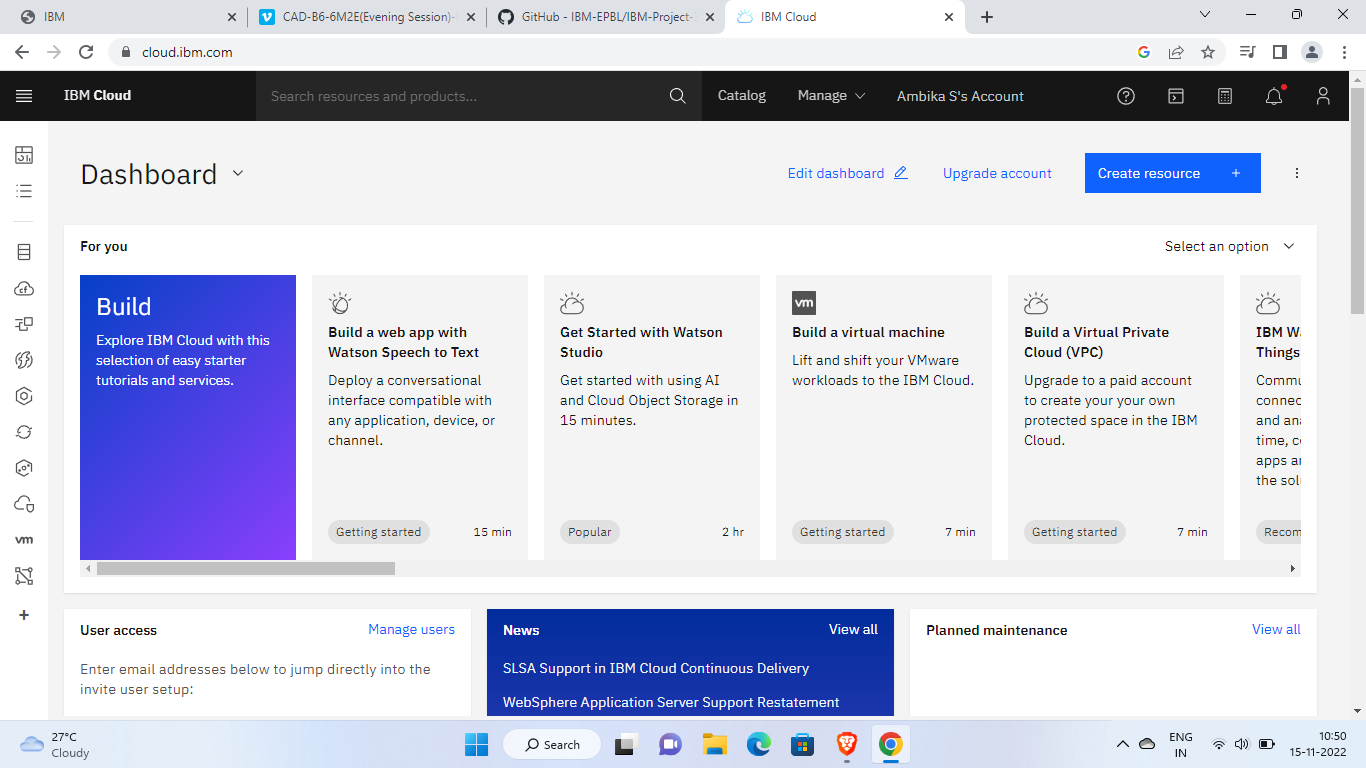 IBM
CAD-B6-6M2E(Evening Session)-
GitHub - IBM-EPBL/IBM-Project-
IBM Cloud
cloud.ibm.com
IBM Cloud
Search resources and products...
Catalog
Manage
Ambika S's Account
Dashboard
Edit dashboard
Upgrade account
Create resource +
For you
Select an option
Build
Explore IBM Cloud with this
selection of easy starter
tutorials and services.
Build a web app with
Watson Speech to Text
Deploy a conversational
interface compatible with
any application, device, or
channel.
Getting started
15 min
Get Started with Watson
Studio
Get started with using AI
and Cloud Object Storage in
15 minutes.
Popular
2 hr
vm
Build a virtual machine
Lift and shift your VMware
workloads to the IBM Cloud.
Getting started
7 min
Build a Virtual Private
Cloud (VPC)
Upgrade to a paid account
to create your your own
protected space in the IBM
Cloud.
Getting started
7 min
IBM W
Things
Commu
connec
and ana
time, c
apps a
the sol
Recom
cf
vm
User access
Manage users
Enter email addresses below to jump directly into the
invite user setup:
News
View all
SLSA Support in IBM Cloud Continuous Delivery
WebSphere Application Server Support Restatement
Planned maintenance
View all
27°C
Cloudy
Search
ENG
IN
10:50
15-11-2022